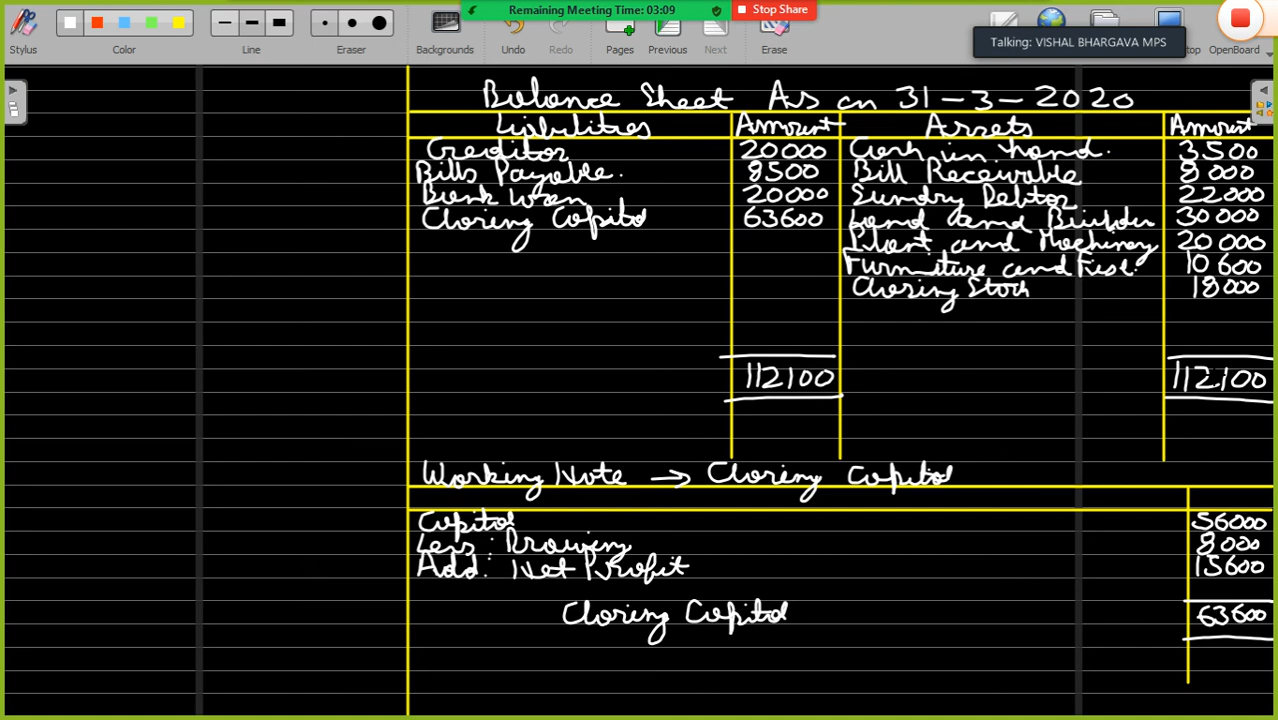 Remaining Meeting Time: 03:09 Stop Share
Talking: VISHAL BHARGAVA MPS
Stylus Color Line Eraser Backgrounds Undo Redo Pages Previous Next Erase OpenBoard
Balance Sheet As on 31-3-2020
Liabilities Amount Assets Amount
Creditor 20000 Cash in hand. 3500
Bills Payable. 8500 Bill Receivable 8000
Bank Loan 20000 Sundry Debtor 22000
Closing Capital 63600 Land and 30000
Plant and Machinery 20000
Furniture and 10600
Closing Stock 18000
112100 112100
Working Note → Closing Capital
Capital 56000
Less: Drawing 8000
Add: Net Profit 15600
Closing Capital 63600